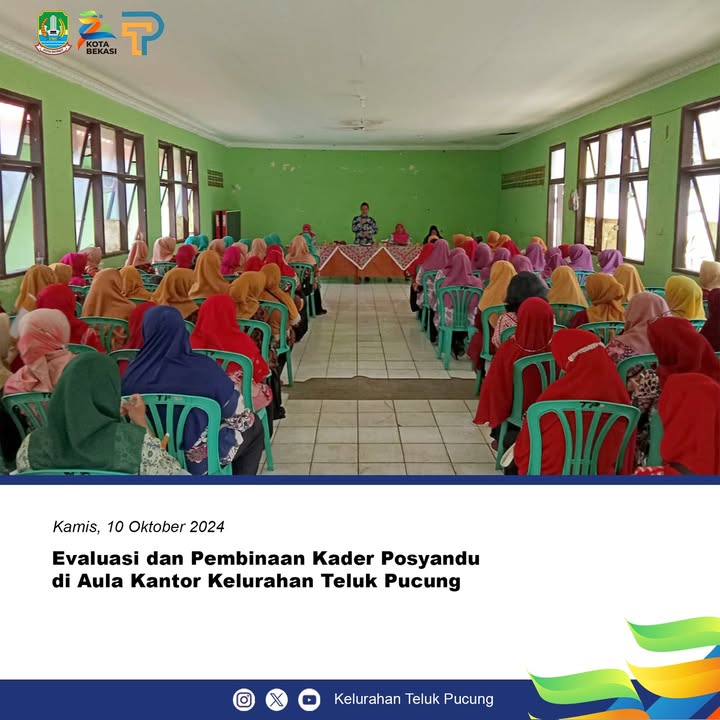 KOTA
BEKASI
TP
Kamis, 10 Oktober 2024
Evaluasi dan Pembinaan Kader Posyandu
di Aula Kantor Kelurahan Teluk Pucung
Kelurahan Teluk Pucung